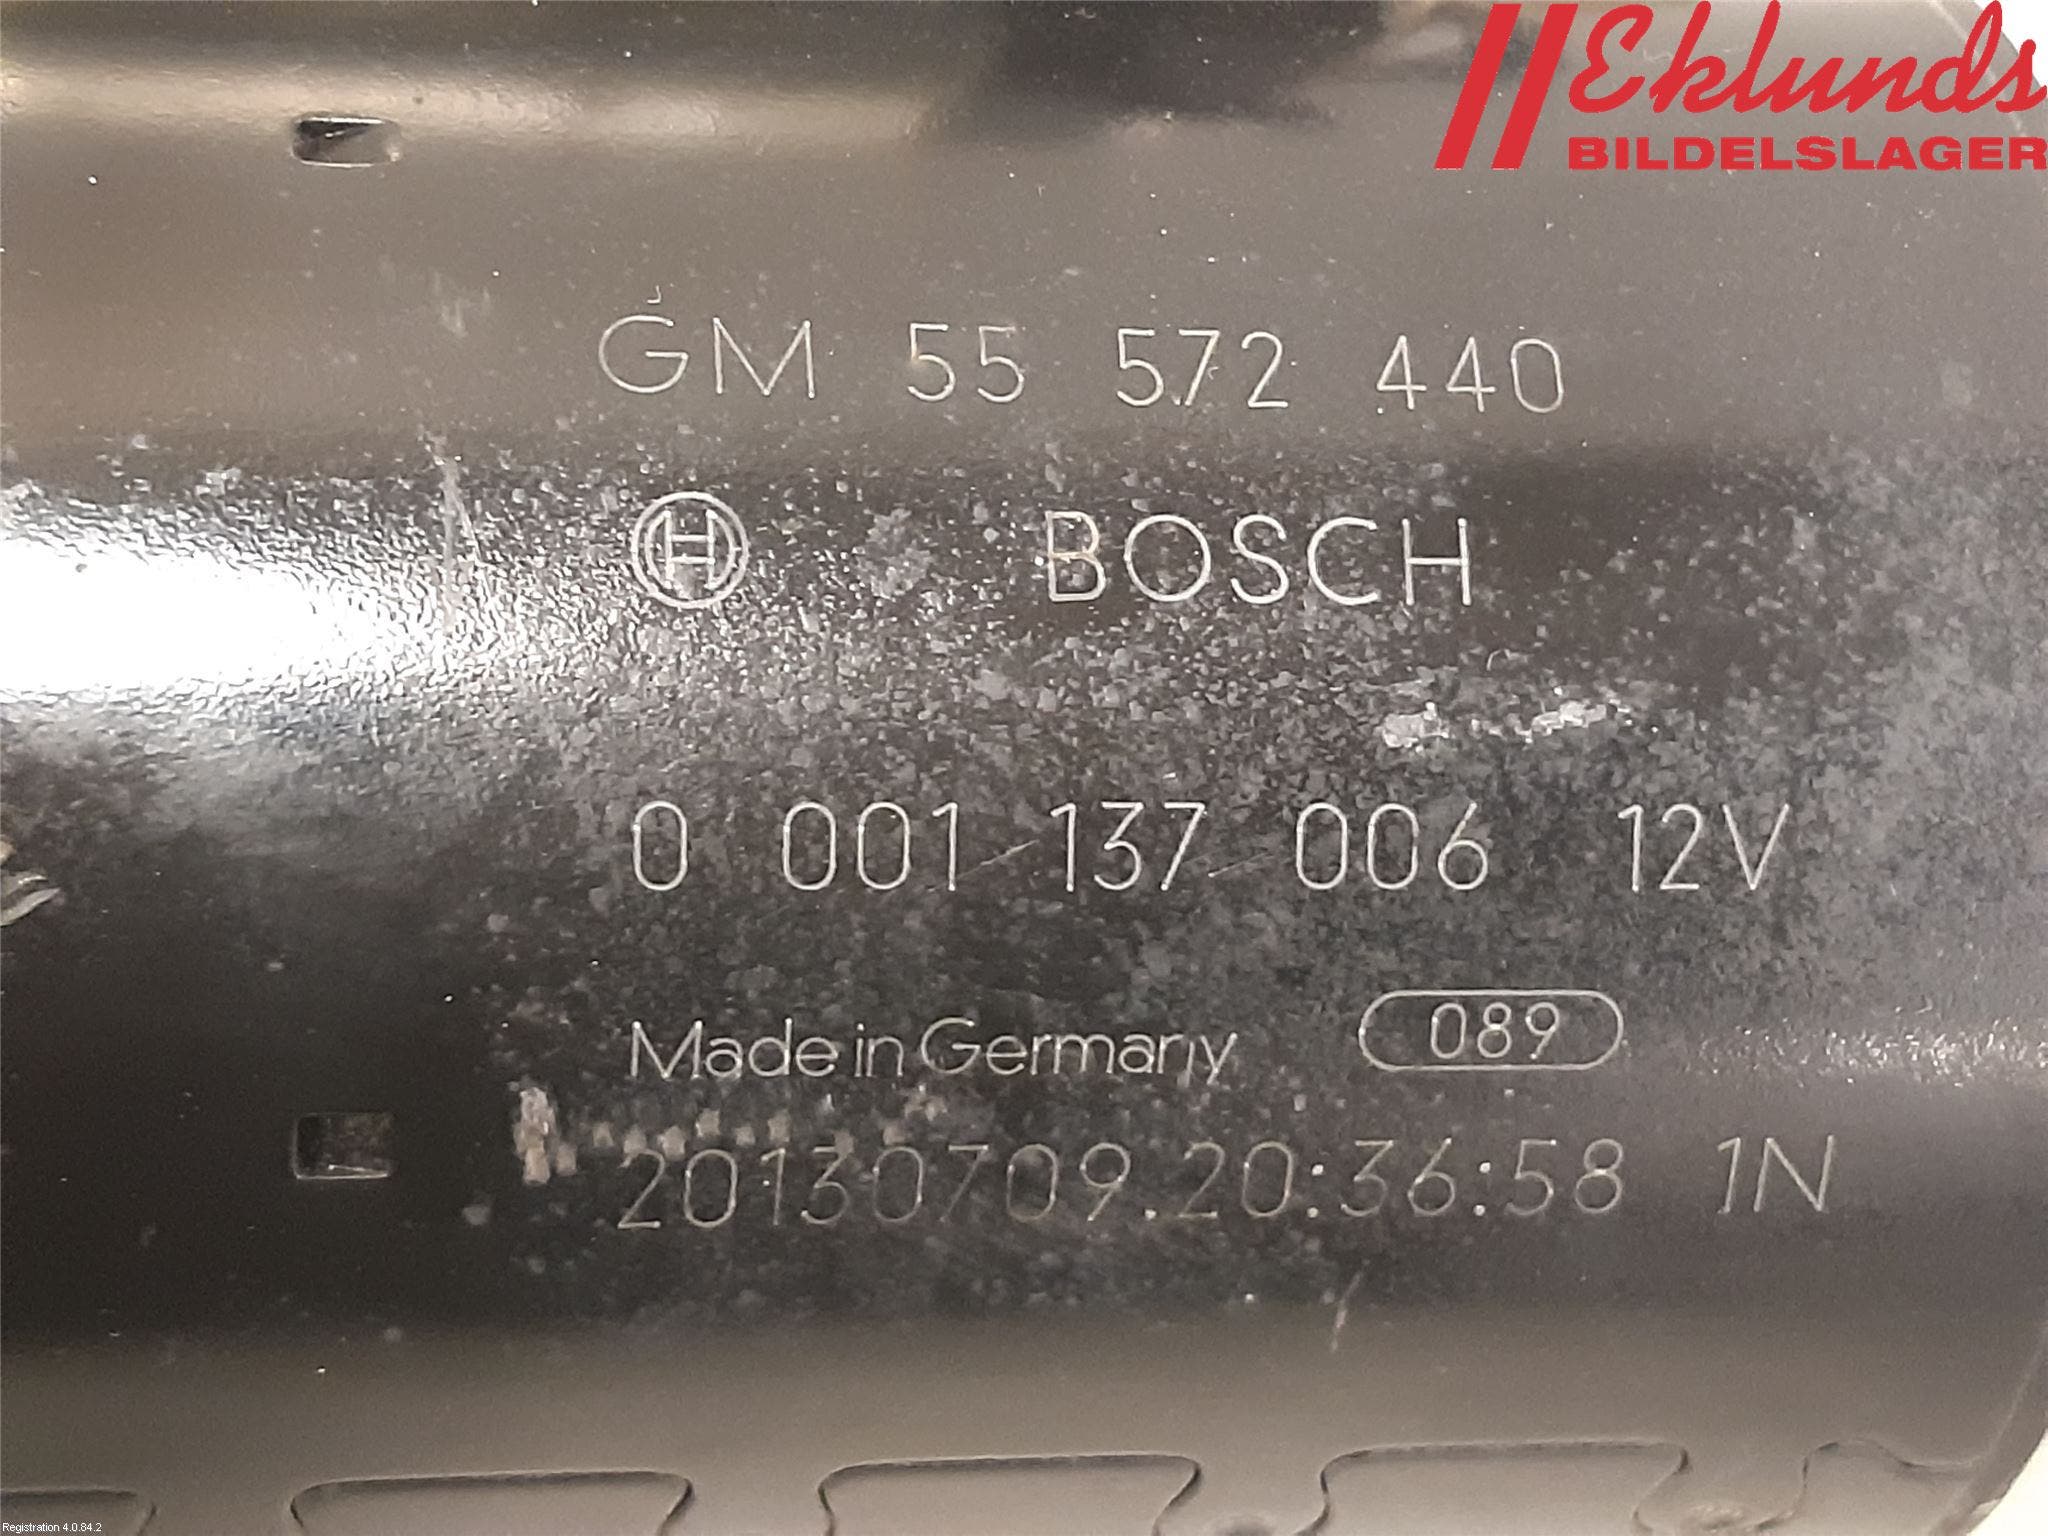 Eklunds
BILDELSLAGER
GM 55 572 440
H BOSCH
0 001 137 006 12V
Made in Germany 089
20130709.20:36:58 1N
Registration 4.0.84.2